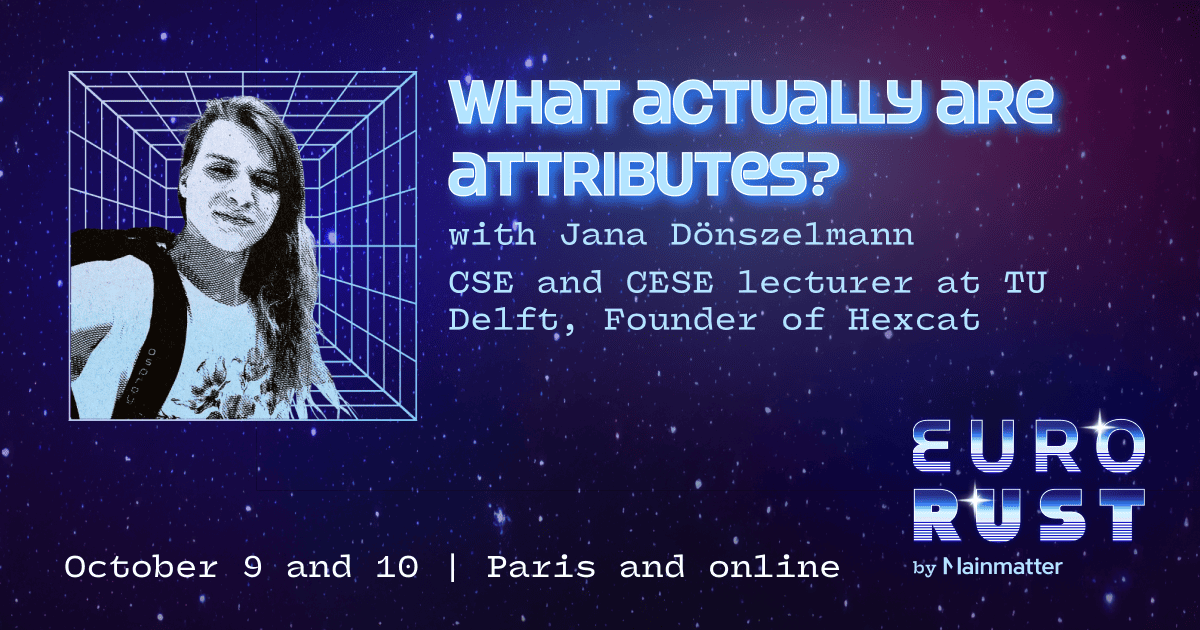 What actually are
attributes?
with Jana Dönszelmann
CSE and CESE lecturer at TU
Delft, Founder of Hexcat
EURO
RUST
by Mainmatter
October 9 and 10 | Paris and online